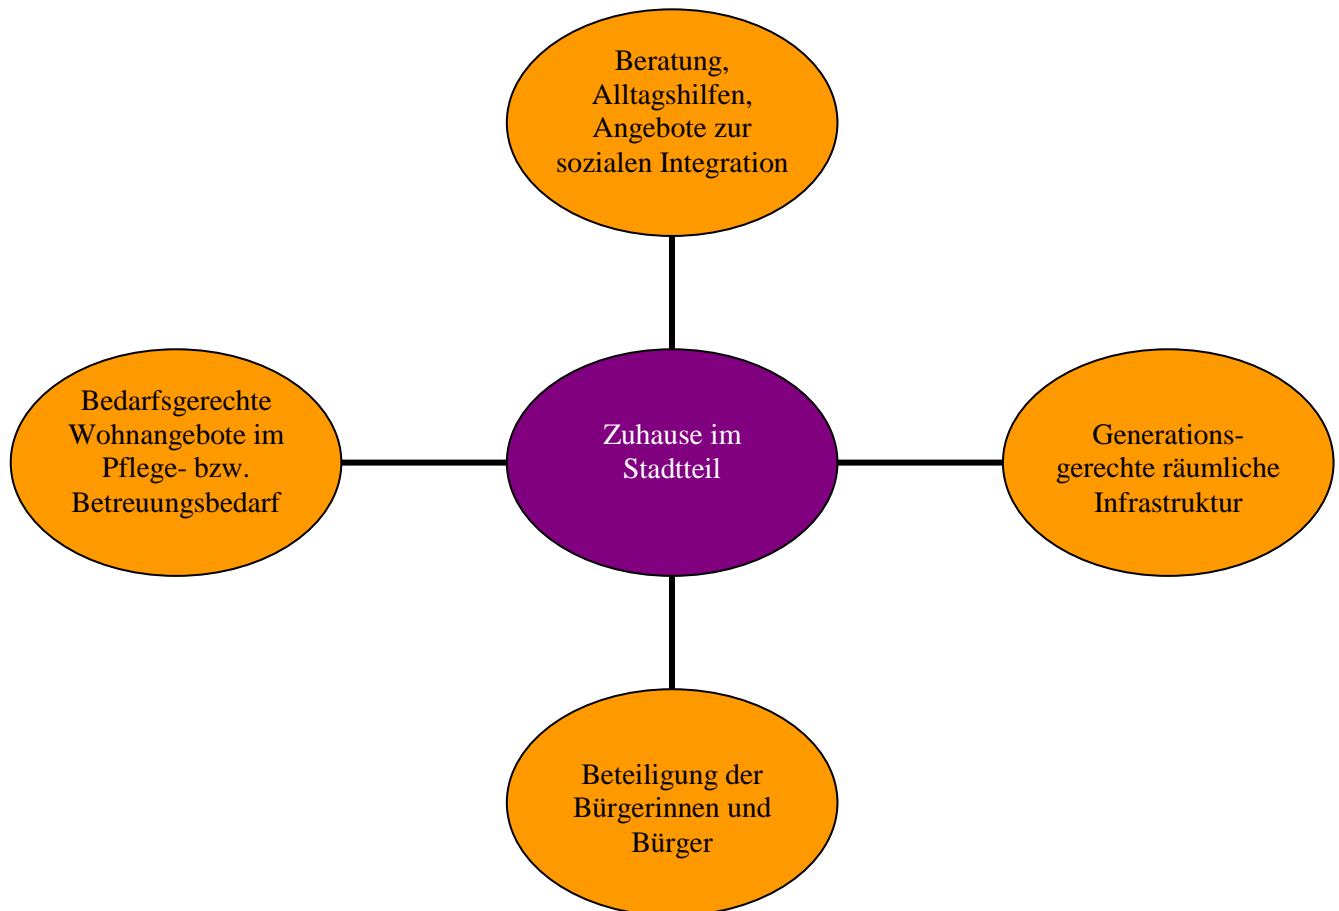 Beratung,
Alltagshilfen,
Angebote zur
sozialen Integration
Bedarfsgerechte
Wohnangebote im
Pflege- bzw.
Betreuungsbedarf
Zuhause im
Stadtteil
Generations-
gerechte räumliche
Infrastruktur
Beteiligung der
Bürgerinnen und
Bürger